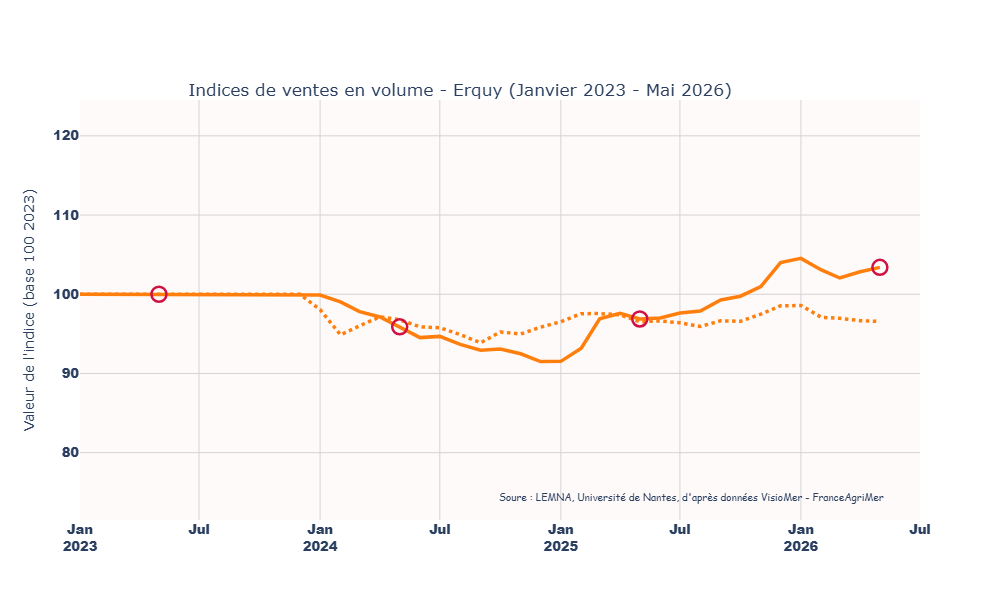 Indices de ventes en volume - Erquy (Janvier 2023 - Mai 2026)
Valeur de l'indice (base 100 2023)
120
110
100
90
80
Soure : LEMNA, Université de Nantes, d'après données VisioMer - FranceAgriMer
Jan Jul Jan Jul Jan Jul Jan Jul
2023 2024 2025 2026